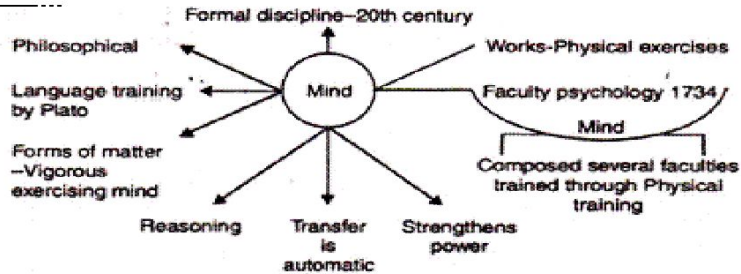 Formal discipline–20th century
Philosophical
Works-Physical exercises
Language training
by Plato
Mind
Faculty psychology 1734
Mind
Forms of matter
–Vigorous
exercising mind
Composed several faculties
trained through Physical
training
Reasoning
Transfer
is
automatic
Strengthens
power